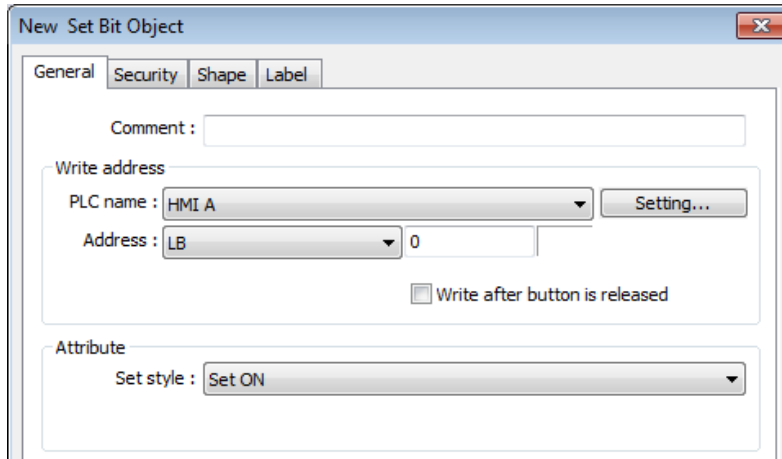 New  Set Bit Object
General Security Shape Label
Comment :
Write address
PLC name : HMI A Setting...
Address : LB 0
Write after button is released
Attribute
Set style : Set ON